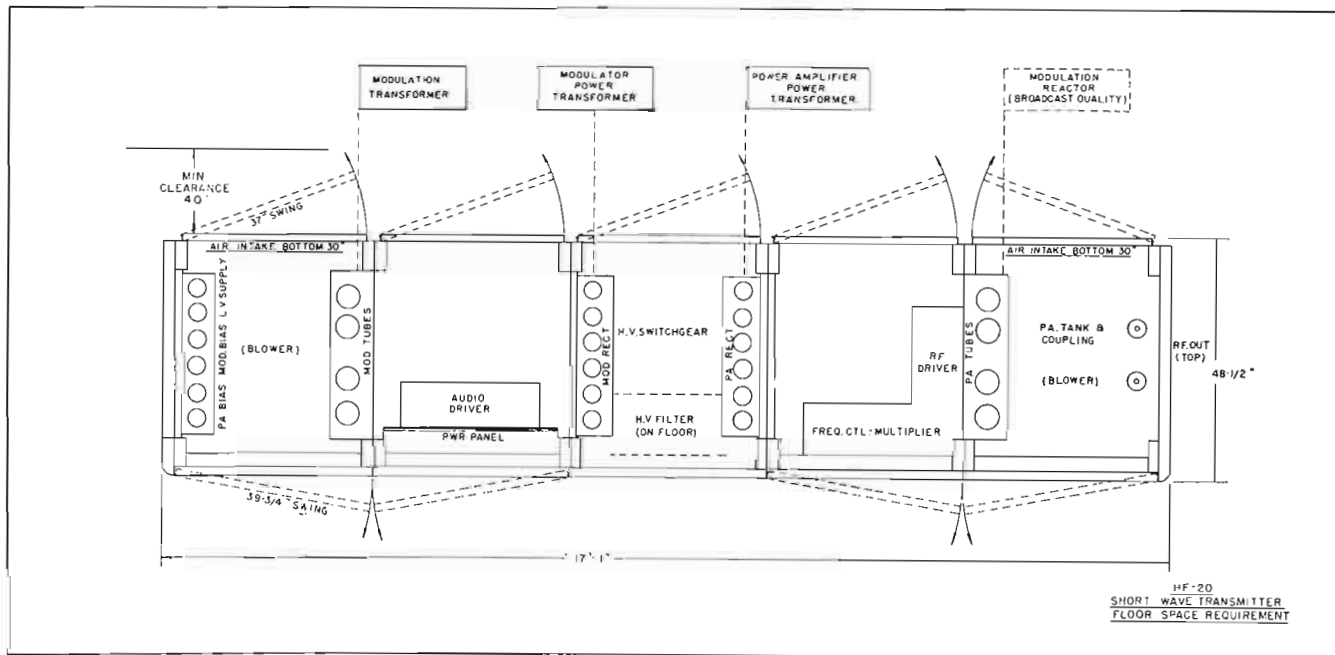 MODULATION
TRANSFORMER
MODULATOR
POWER
TRANSFORMER
POWER AMPLIFIER
POWER
TRANSFORMER
MODULATION
REACTOR
(BROADCAST QUALITY)
MIN
CLEARANCE
40"
37" SWING
AIR INTAKE BOTTOM 30"
AIR INTAKE BOTTOM 30"
PA BIAS MOD. BIAS L V SUPPLY
(BLOWER)
MOD TUBES
AUDIO
DRIVER
PWR PANEL
MOD RECT
H.V. SWITCHGEAR
H.V FILTER
(ON FLOOR)
PA RECT
RF
DRIVER
FREQ. CTL.-MULTIPLIER
PA TUBES
PA. TANK &
COUPLING
(BLOWER)
RF. OUT
(TOP)
48-1/2"
39-3/4" SWING
17'-1"
HF-20
SHORT WAVE TRANSMITTER
FLOOR SPACE REQUIREMENT